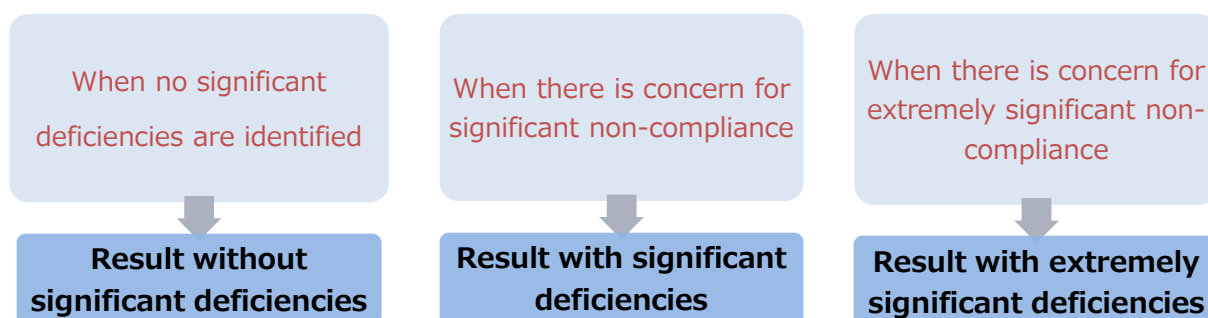 When no significant
deficiencies are identified
When there is concern for
significant non-compliance
When there is concern for
extremely significant non-
compliance
Result without
significant deficiencies
Result with significant
deficiencies
Result with extremely
significant deficiencies